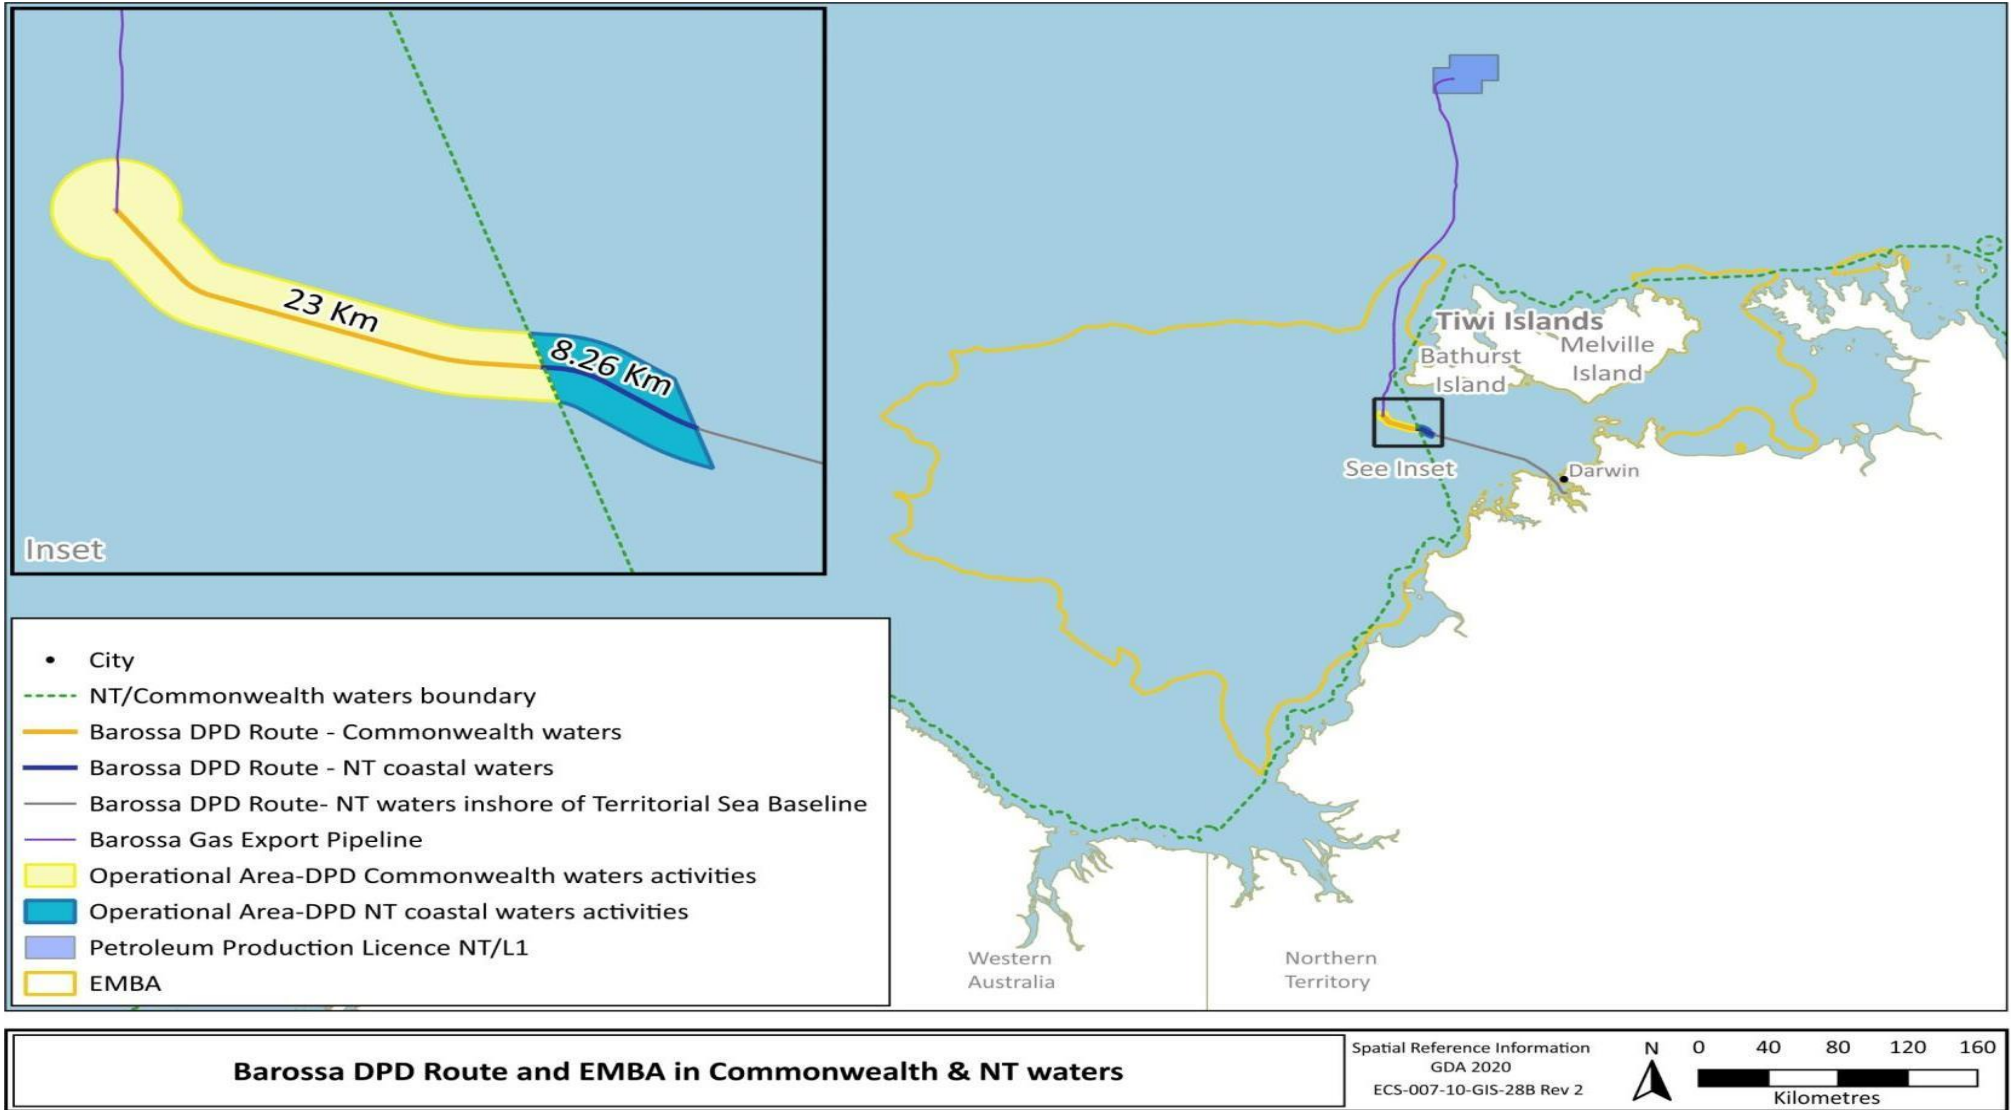 23 Km
8.26 Km
Inset
Tiwi Islands
Bathurst
Island
Melville
Island
See Inset
Darwin
City
NT/Commonwealth waters boundary
Barossa DPD Route - Commonwealth waters
Barossa DPD Route - NT coastal waters
Barossa DPD Route- NT waters inshore of Territorial Sea Baseline
Barossa Gas Export Pipeline
Operational Area-DPD Commonwealth waters activities
Operational Area-DPD NT coastal waters activities
Petroleum Production Licence NT/L1
EMBA
Western
Australia
Northern
Territory
Barossa DPD Route and EMBA in Commonwealth & NT waters
Spatial Reference Information
GDA 2020
ECS-007-10-GIS-28B Rev 2
N
0 40 80 120 160
Kilometres